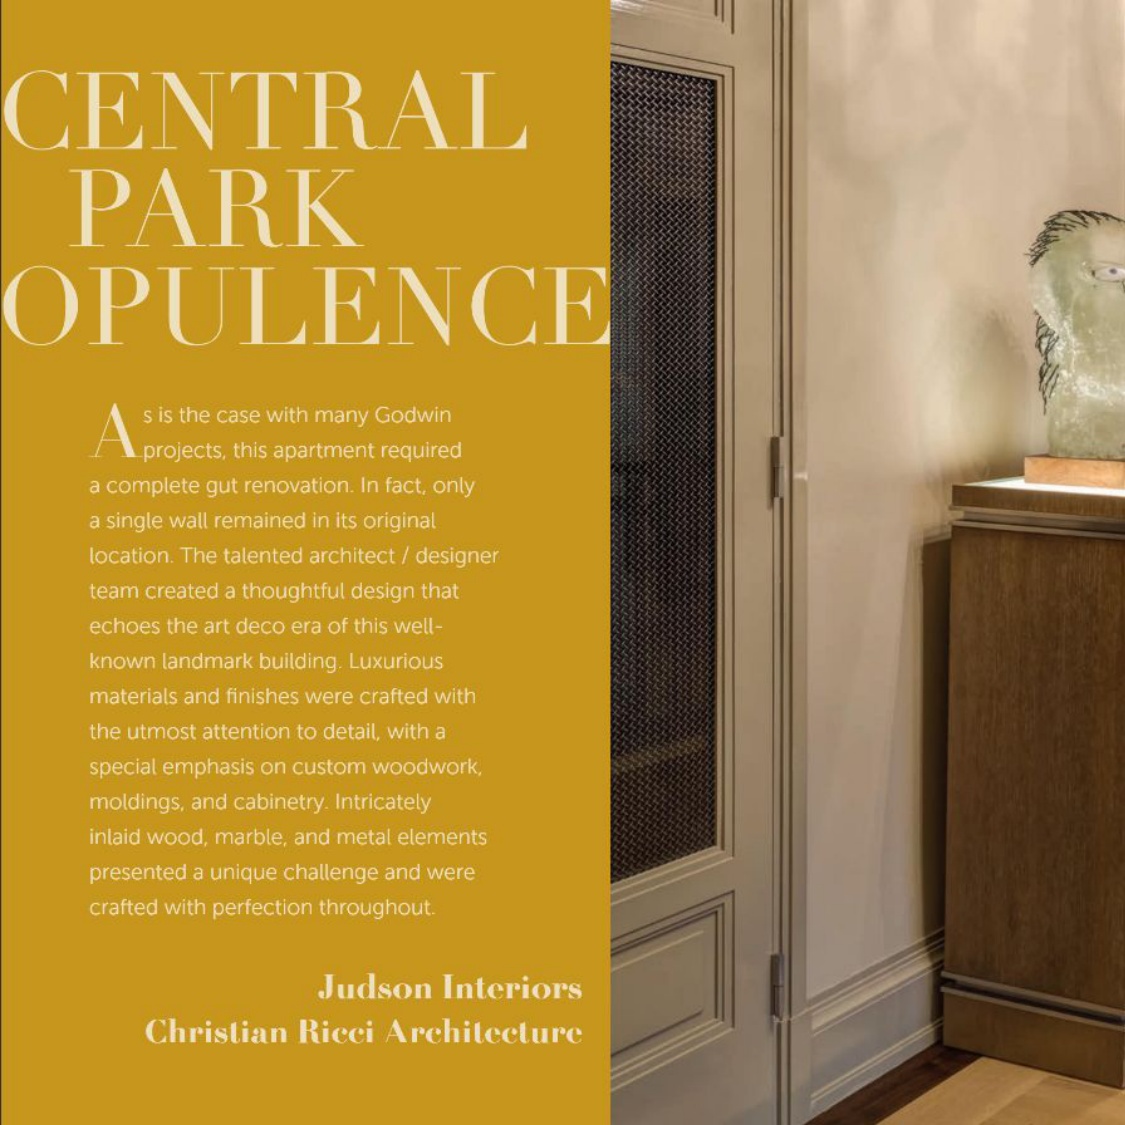 CENTRAL
PARK
OPULENCE
As is the case with many Godwin
projects, this apartment required
a complete gut renovation. In fact, only
a single wall remained in its original
location. The talented architect / designer
team created a thoughtful design that
echoes the art deco era of this well-
known landmark building. Luxurious
materials and finishes were crafted with
the utmost attention to detail, with a
special emphasis on custom woodwork,
moldings, and cabinetry. Intricately
inlaid wood, marble, and metal elements
presented a unique challenge and were
crafted with perfection throughout.
Judson Interiors
Christian Ricci Architecture